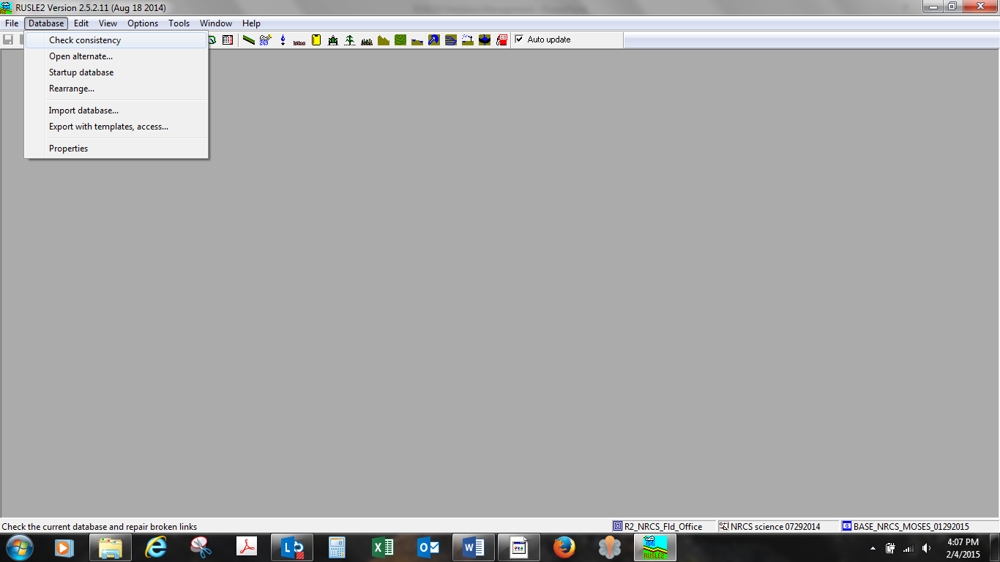 RUSLE2 Version 2.5.2.11 (Aug 18 2014)
File Database Edit View Options Tools Window Help
Auto update
Check consistency
Open alternate...
Startup database
Rearrange...
Import database...
Export with templates, access...
Properties
Check the current database and repair broken links
R2_NRCS_Fld_Office
NRCS science 07292014
BASE_NRCS_MOSES_01292015
RUSLE2
4:07 PM
2/4/2015